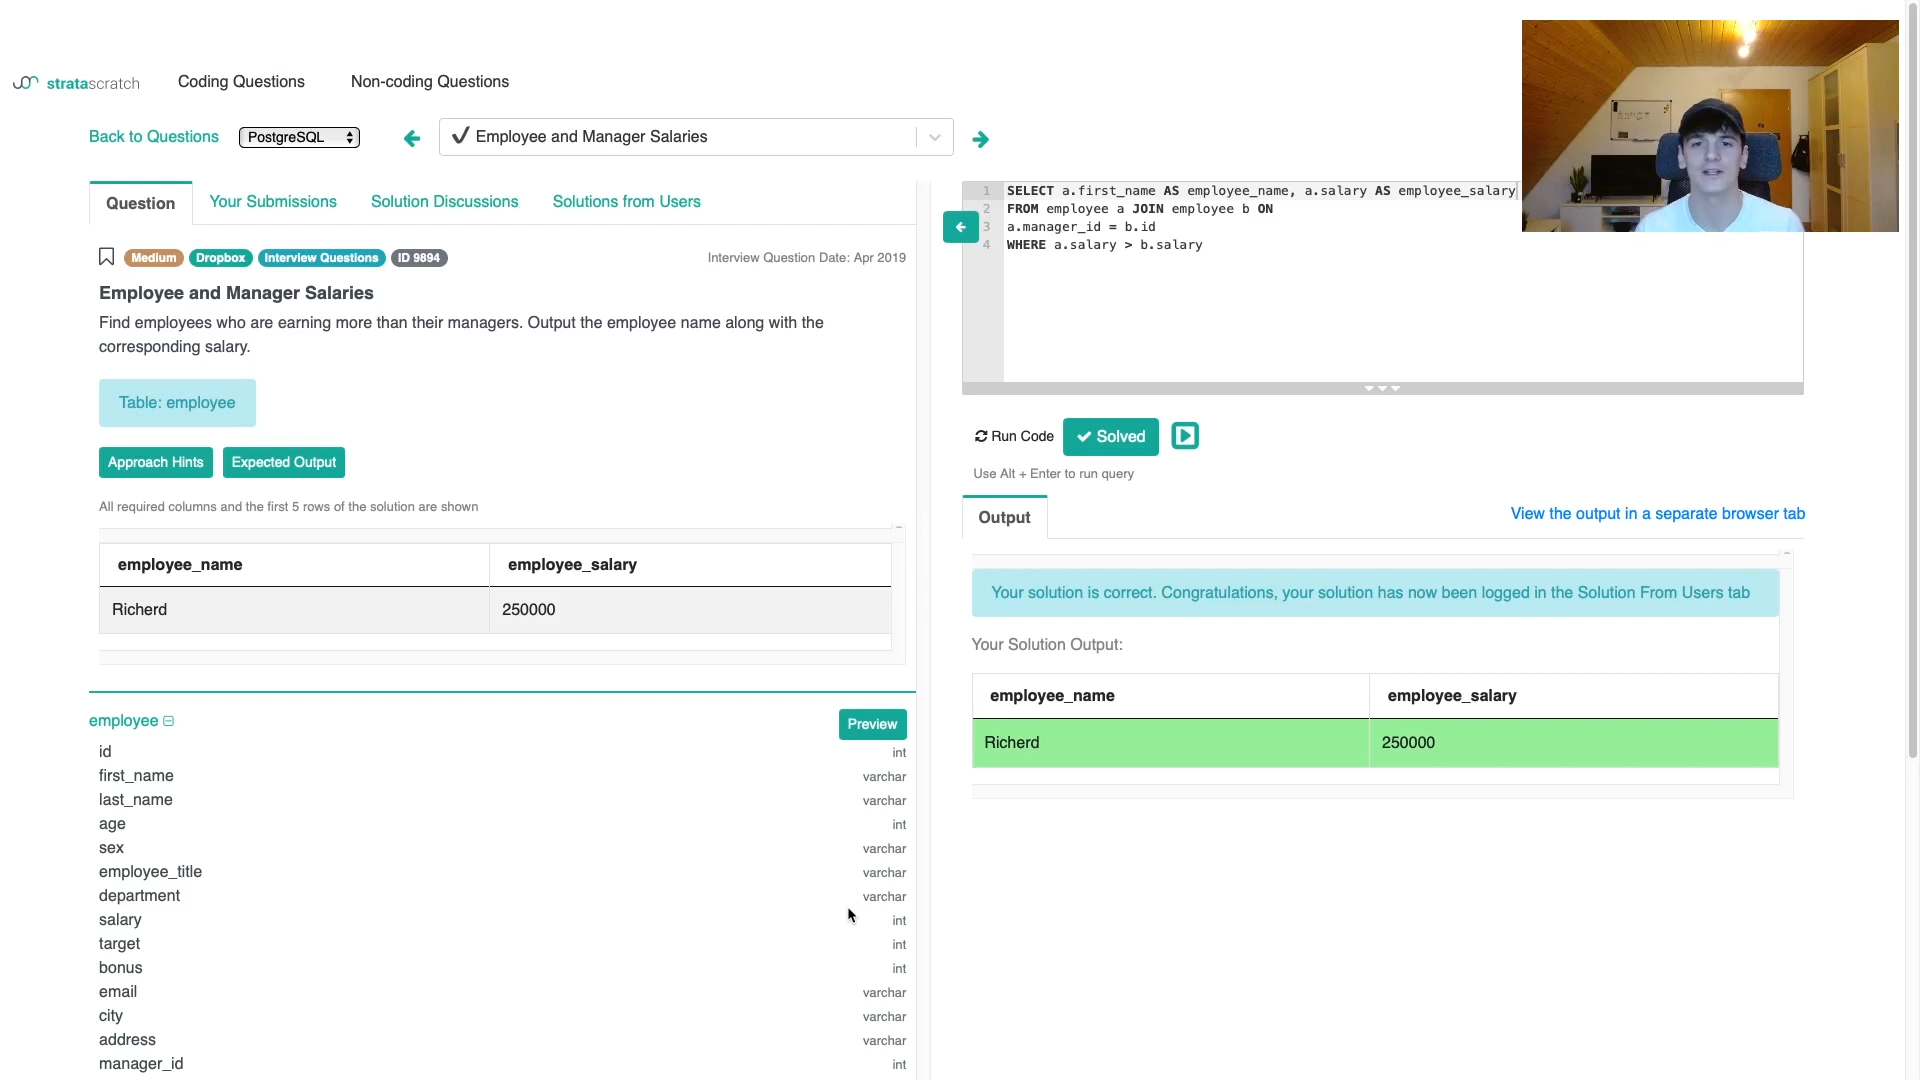 stratascratch
Coding Questions
Non-coding Questions
Back to Questions
PostgreSQL
Employee and Manager Salaries
Question
Your Submissions
Solution Discussions
Solutions from Users
Medium
Dropbox
Interview Questions
ID 9894
Interview Question Date: Apr 2019
Employee and Manager Salaries
Find employees who are earning more than their managers. Output the employee name along with the
corresponding salary.
Table: employee
Approach Hints
Expected Output
All required columns and the first 5 rows of the solution are shown
employee_name employee_salary
Richerd 250000
employee
Preview
id int
first_name varchar
last_name varchar
age int
sex varchar
employee_title varchar
department varchar
salary int
target int
bonus int
email varchar
city varchar
address varchar
manager_id int
1 SELECT a.first_name AS employee_name, a.salary AS employee_salary
2 FROM employee a JOIN employee b ON
3 a.manager_id = b.id
4 WHERE a.salary > b.salary
Run Code
Solved
Use Alt + Enter to run query
Output
View the output in a separate browser tab
Your solution is correct. Congratulations, your solution has now been logged in the Solution From Users tab
Your Solution Output:
employee_name employee_salary
Richerd 250000